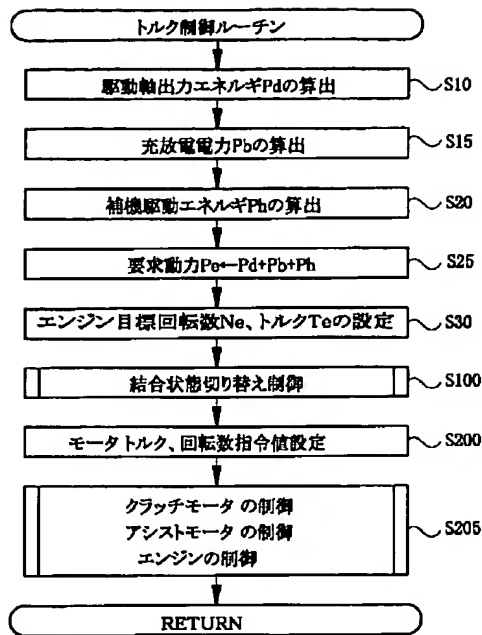 トルク制御ルーチン
駆動軸出力エネルギPdの算出
S10
充放電電力Pbの算出
S15
補機駆動エネルギPhの算出
S20
要求動力Pe←Pd+Pb+Ph
S25
エンジン目標回転数Ne、トルクTeの設定
S30
結合状態切り替え制御
S100
モータトルク、回転数指令値設定
S200
クラッチモータ の制御
アシストモータ の制御
エンジンの制御
S205
RETURN